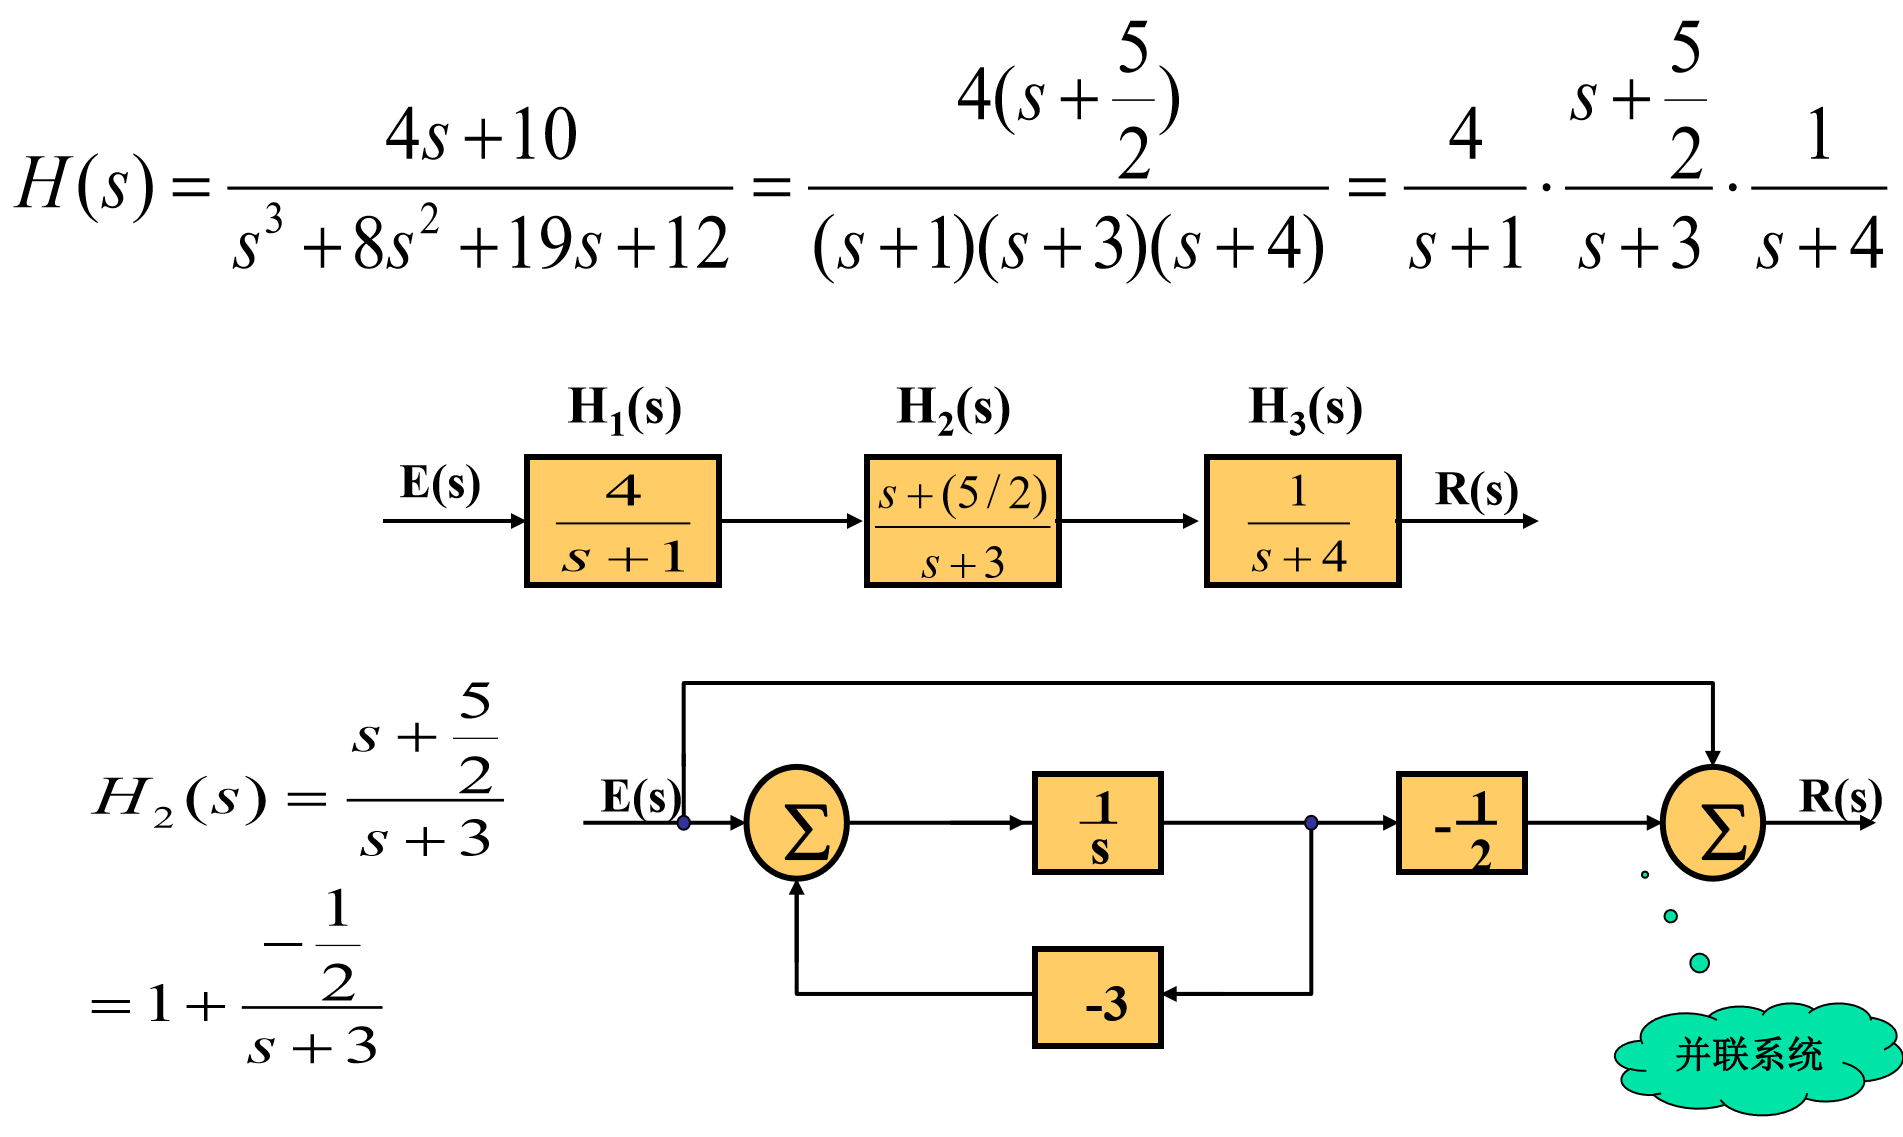 H(s) = \frac{4s+10}{s^3+8s^2+19s+12} = \frac{4(s+\frac{5}{2})}{(s+1)(s+3)(s+4)} = \frac{4}{s+1} \cdot \frac{s+\frac{5}{2}}{s+3} \cdot \frac{1}{s+4}
H_1(s) H_2(s) H_3(s)
E(s) \frac{4}{s+1} \frac{s+(5/2)}{s+3} \frac{1}{s+4} R(s)
H_2(s) = \frac{s+\frac{5}{2}}{s+3}
= 1 + \frac{-\frac{1}{2}}{s+3}
E(s) Σ \frac{1}{s} -\frac{1}{2} Σ R(s)
-3
并联系统